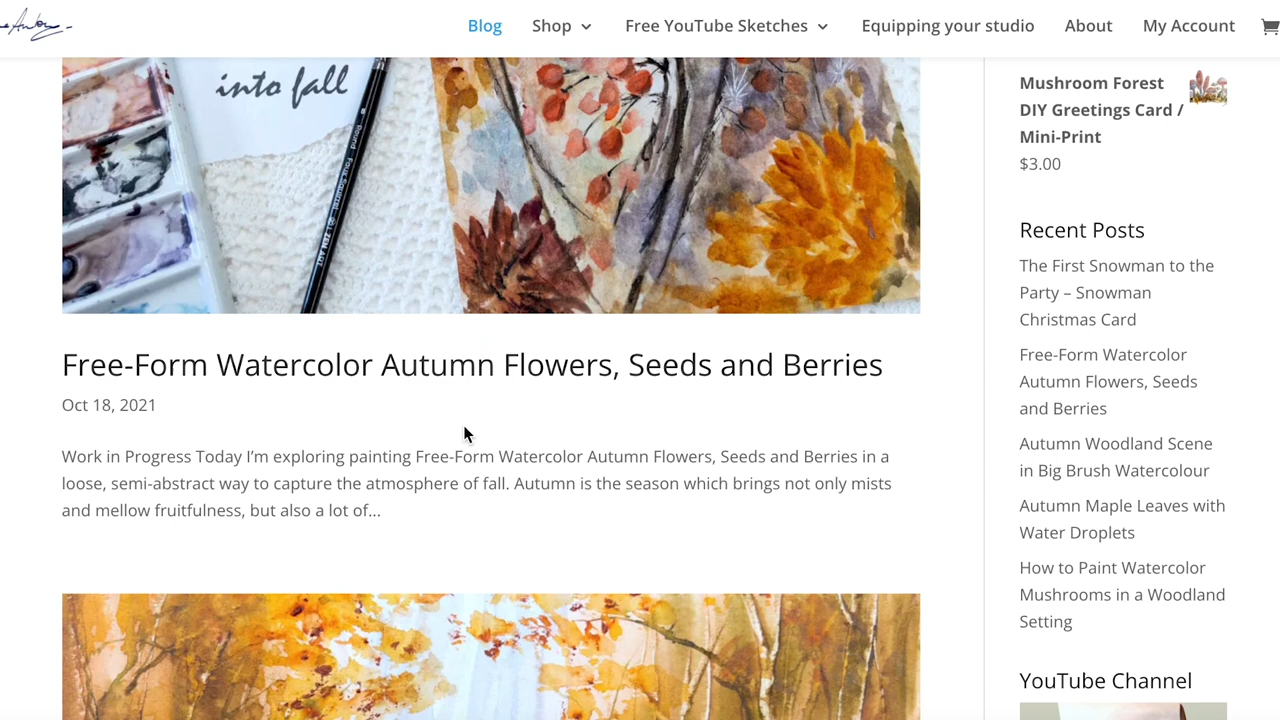 Blog Shop Free YouTube Sketches Equipping your studio About My Account
into fall
Free-Form Watercolor Autumn Flowers, Seeds and Berries
Oct 18, 2021
Work in Progress Today I’m exploring painting Free-Form Watercolor Autumn Flowers, Seeds and Berries in a
loose, semi-abstract way to capture the atmosphere of fall. Autumn is the season which brings not only mists
and mellow fruitfulness, but also a lot of...
Mushroom Forest
DIY Greetings Card /
Mini-Print
$3.00
Recent Posts
The First Snowman to the
Party – Snowman
Christmas Card
Free-Form Watercolor
Autumn Flowers, Seeds
and Berries
Autumn Woodland Scene
in Big Brush Watercolour
Autumn Maple Leaves with
Water Droplets
How to Paint Watercolor
Mushrooms in a Woodland
Setting
YouTube Channel